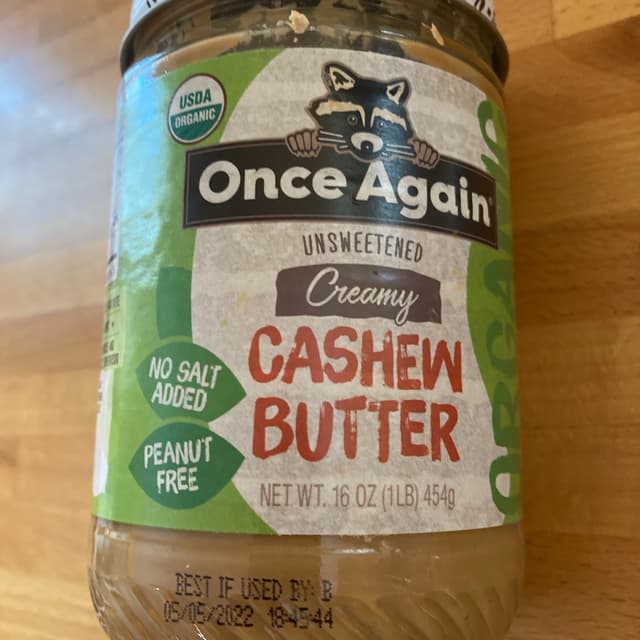 USDA
ORGANIC
Once Again
UNSWEETENED
Creamy
CASHEW
BUTTER
NO SALT
ADDED
PEANUT
FREE
NET WT. 16 OZ (1LB) 454g
ORGANIC
BEST IF USED BY: B
05/05/2022 18:45:44